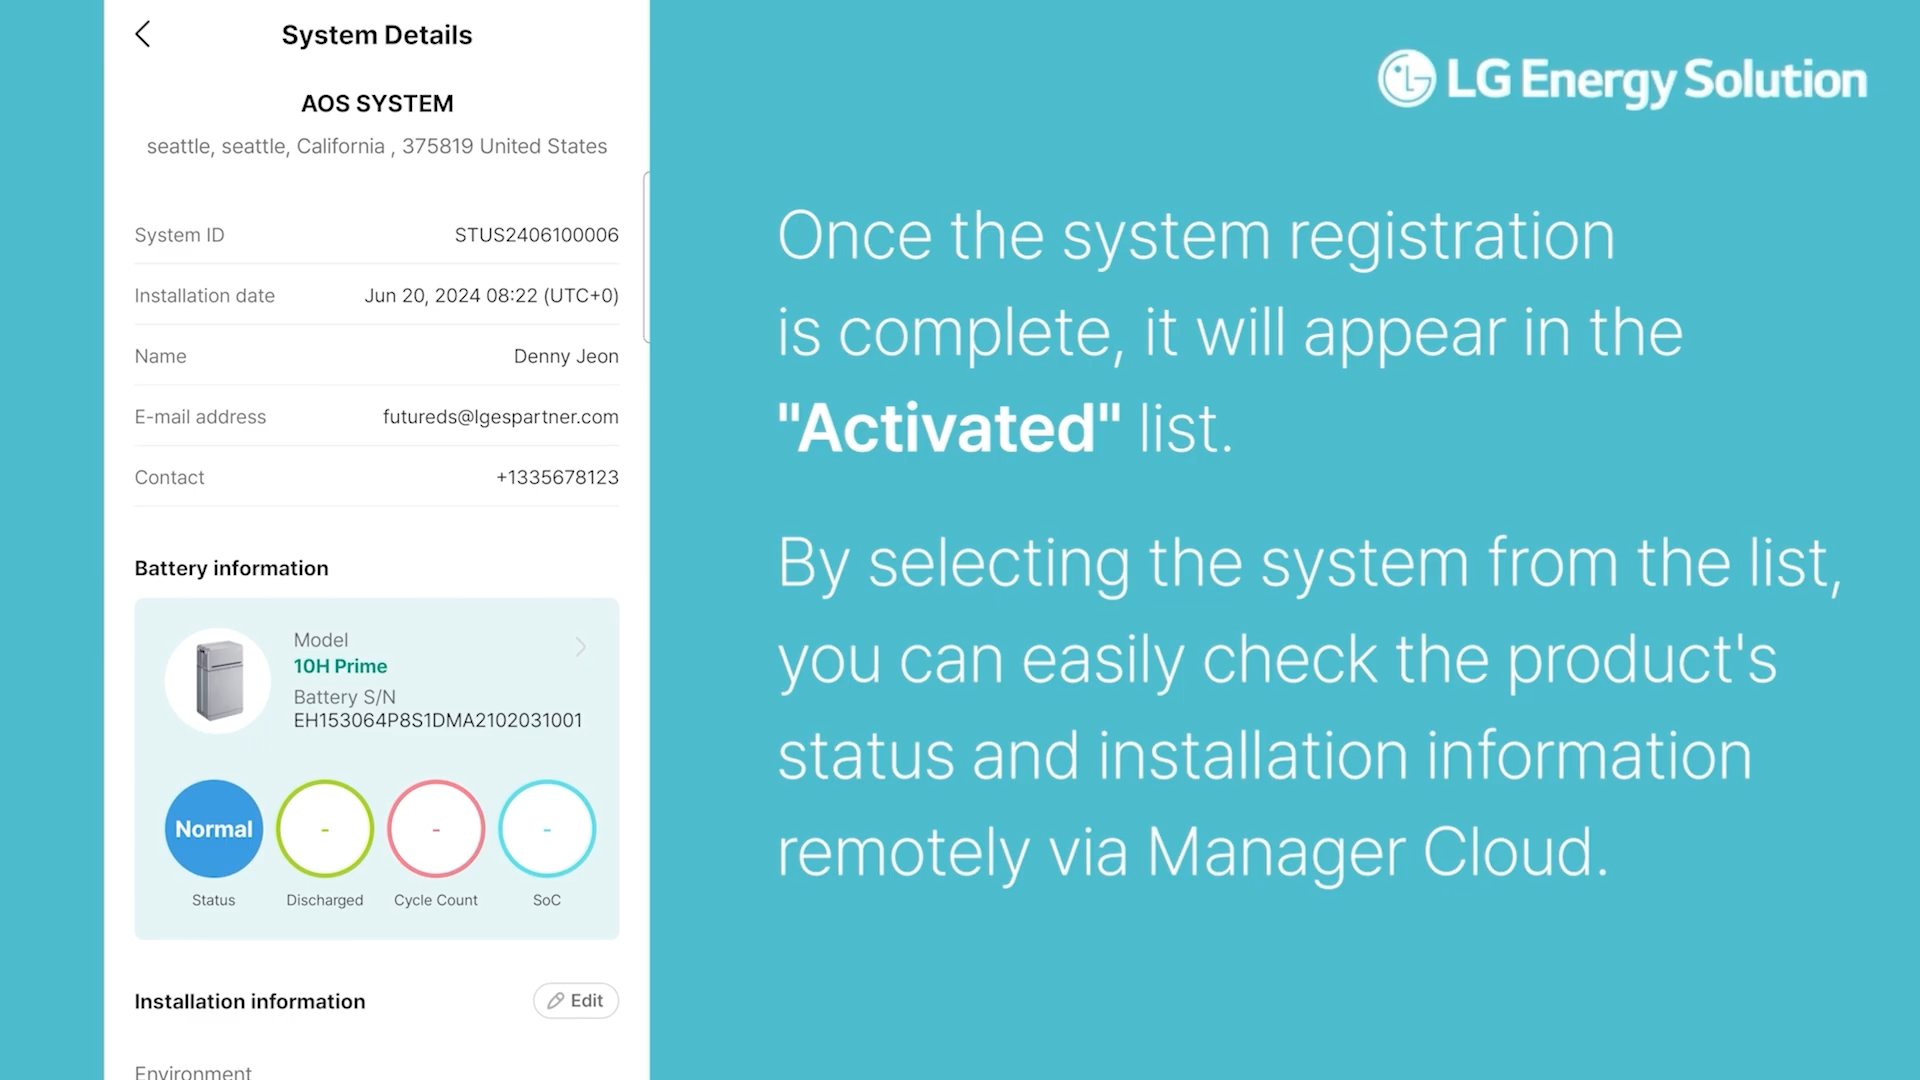 System Details
AOS SYSTEM
seattle, seattle, California , 375819 United States
System ID STUS2406100006
Installation date Jun 20, 2024 08:22 (UTC+0)
Name Denny Jeon
E-mail address futureds@lgespartner.com
Contact +1335678123
Battery information
Model
10H Prime
Battery S/N
EH153064P8S1DMA2102031001
Normal - - -
Status Discharged Cycle Count SoC
Installation information Edit
Environment
LG Energy Solution
Once the system registration
is complete, it will appear in the
"Activated" list.
By selecting the system from the list,
you can easily check the product's
status and installation information
remotely via Manager Cloud.